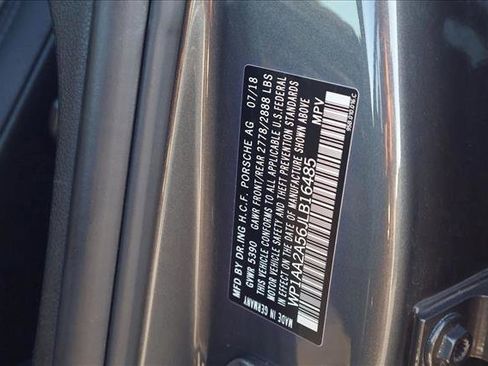 MFD BY DR.ING H.C.F. PORSCHE AG 07/18
GVWR 5390 GAWR FRONT/REAR 2778/2888 LBS
THIS VEHICLE CONFORMS TO ALL APPLICABLE U.S.FEDERAL
MOTOR VEHICLE SAFETY AND THEFT PREVENTION STANDARDS
IN EFFECT ON THE DATE OF MANUFACTURE SHOWN ABOVE
MADE IN GERMANY
WP1AA2A56JLB16485 MPV